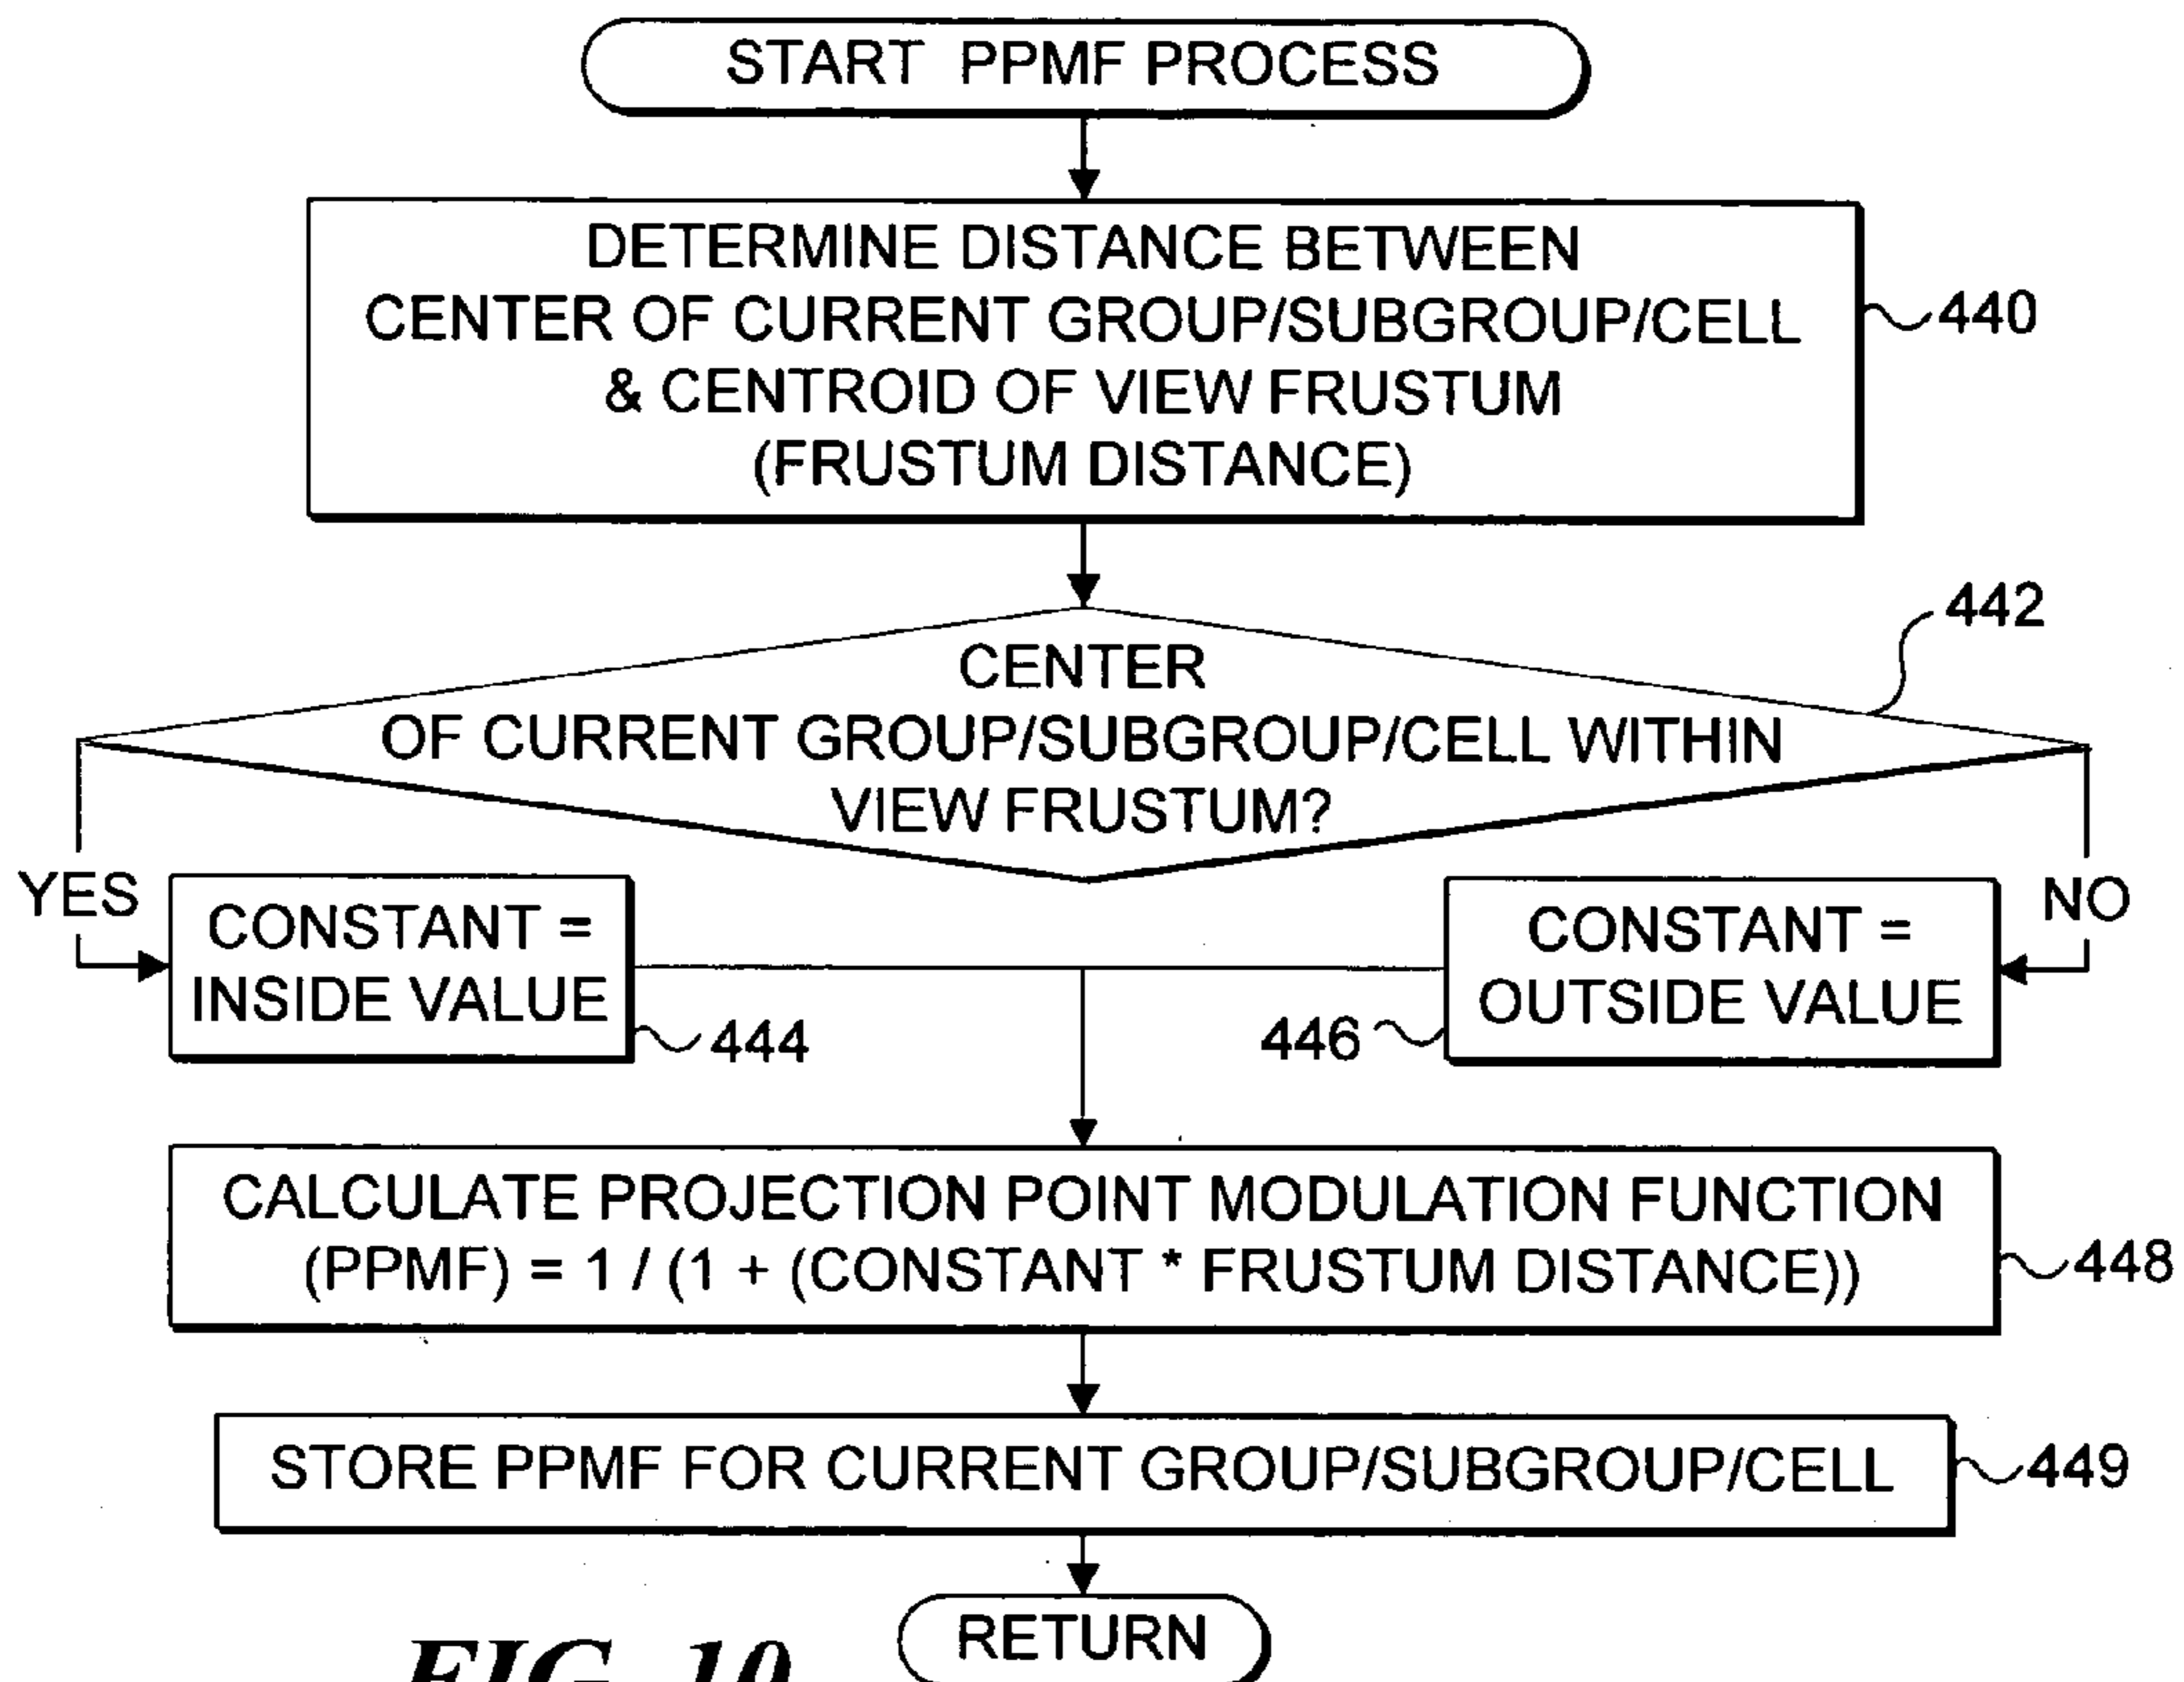 START PPMF PROCESS
DETERMINE DISTANCE BETWEEN
CENTER OF CURRENT GROUP/SUBGROUP/CELL
& CENTROID OF VIEW FRUSTUM
(FRUSTUM DISTANCE)
440
442
CENTER
OF CURRENT GROUP/SUBGROUP/CELL WITHIN
VIEW FRUSTUM?
YES
CONSTANT =
INSIDE VALUE
444
NO
CONSTANT =
OUTSIDE VALUE
446
CALCULATE PROJECTION POINT MODULATION FUNCTION
(PPMF) = 1 / (1 + (CONSTANT * FRUSTUM DISTANCE))
448
STORE PPMF FOR CURRENT GROUP/SUBGROUP/CELL
449
RETURN
FIG. 10